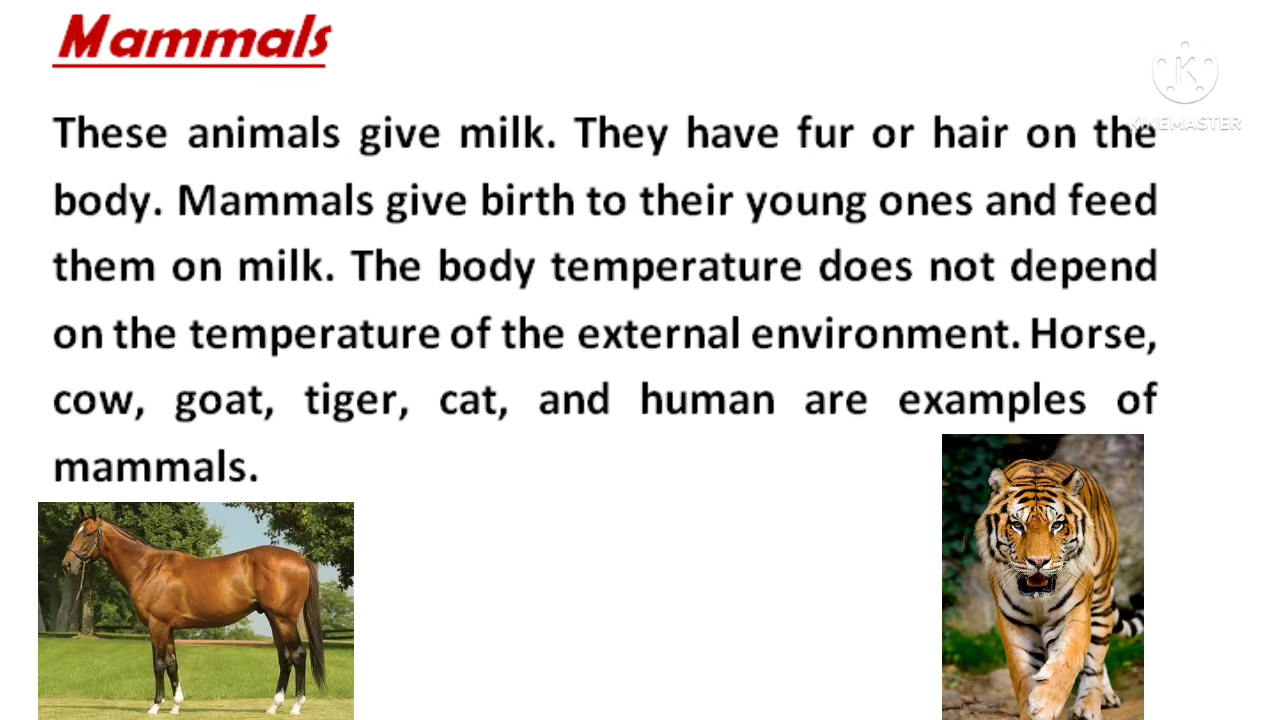 Mammals
K
KINEMASTER
These animals give milk. They have fur or hair on the
body. Mammals give birth to their young ones and feed
them on milk. The body temperature does not depend
on the temperature of the external environment. Horse,
cow, goat, tiger, cat, and human are examples of
mammals.